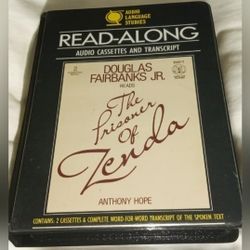 AUDIO
LANGUAGE
STUDIES
READ-ALONG
AUDIO CASSETTES AND TRANSCRIPT
DOUGLAS
FAIRBANKS JR.
READS
The
Prisoner
Of
Zenda
ANTHONY HOPE
CONTAINS: 2 CASSETTES & COMPLETE WORD-FOR-WORD TRANSCRIPT OF THE SPOKEN TEXT